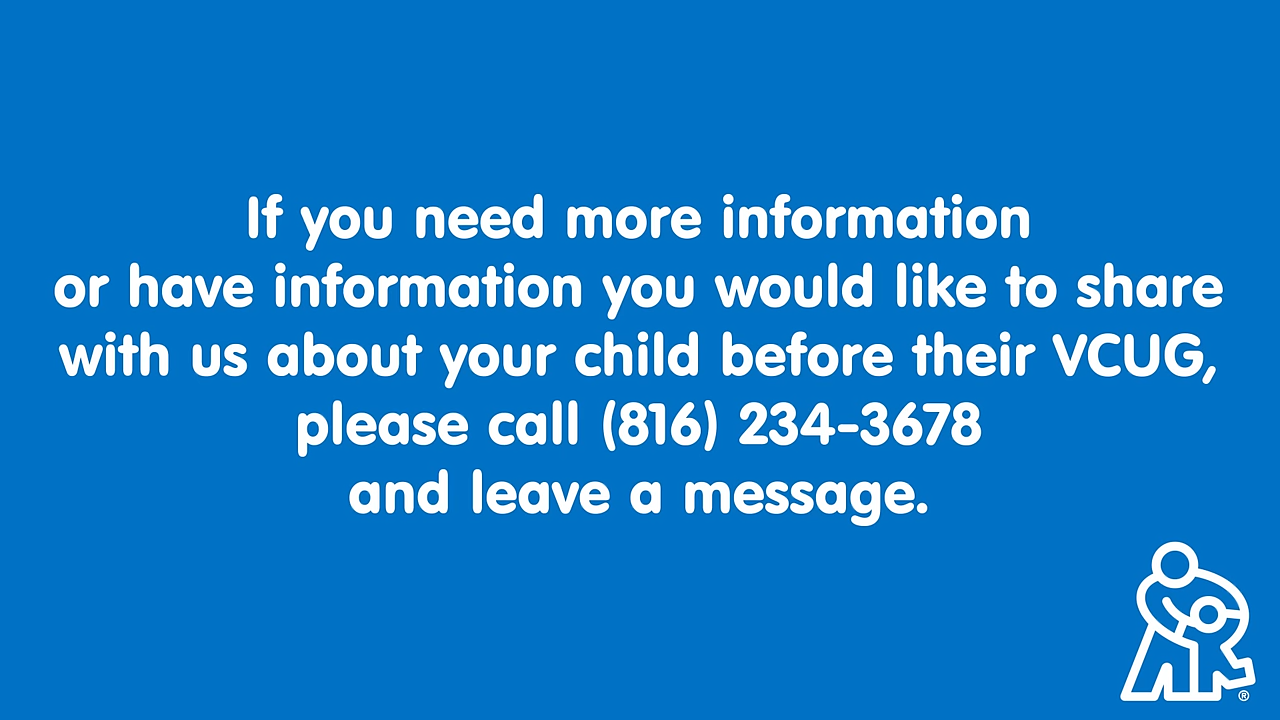 If you need more information
or have information you would like to share
with us about your child before their VCUG,
please call (816) 234-3678
and leave a message.
®